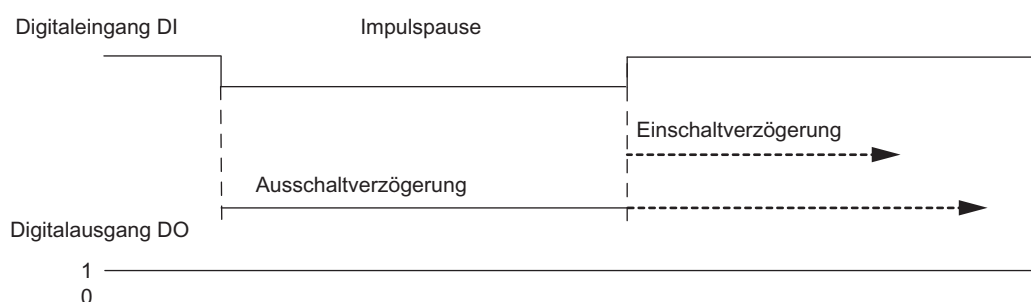 Digitaleingang DI
Impulspause
Einschaltverzögerung
Ausschaltverzögerung
Digitalausgang DO
1
0